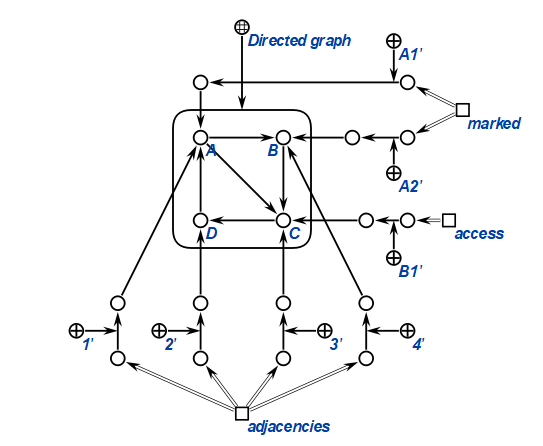 Directed graph
A1'
marked
A
B
A2'
D
C
access
B1'
1'
2'
3'
4'
adjacencies